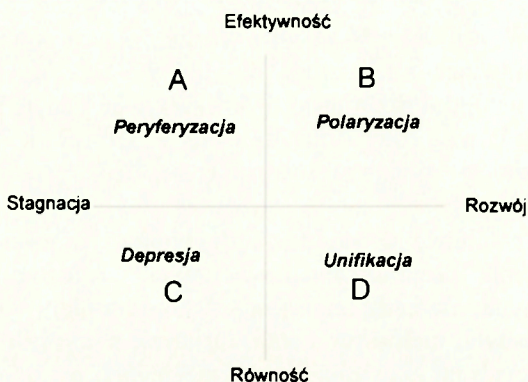 Efektywność
A B
Peryferyzacja Polaryzacja
Stagnacja Rozwój
Depresja Unifikacja
C D
Równość